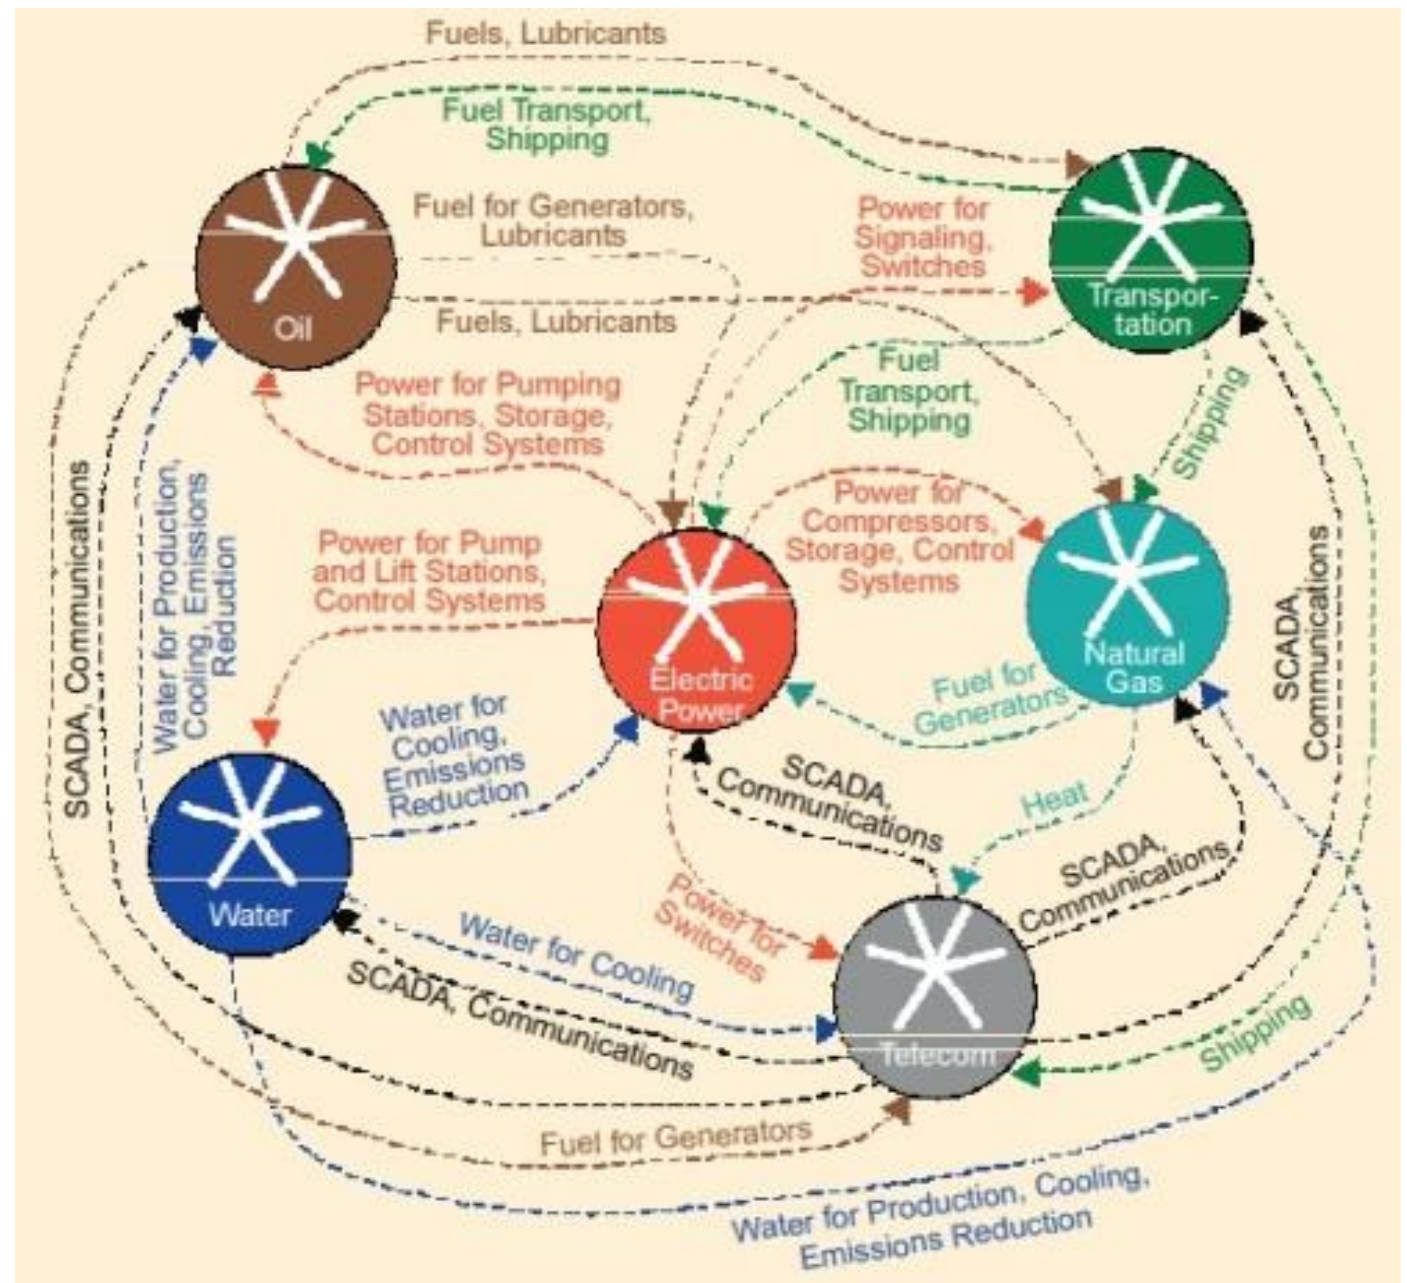 Fuels, Lubricants
Fuel Transport,
Shipping
Fuel for Generators,
Lubricants
Power for
Signaling,
Switches
Oil
Fuels, Lubricants
Transpor-
tation
Fuel
Transport,
Shipping
Shipping
Power for Pumping
Stations, Storage,
Control Systems
Power for
Compressors,
Storage, Control
Systems
SCADA, Communications
Water for Production,
Cooling, Emissions
Reduction
Power for Pump
and Lift Stations,
Control Systems
Electric
Power
Natural
Gas
SCADA,
Communications
Fuel for
Generators
Water for
Cooling,
Emissions
Reduction
SCADA,
Communications
Heat
SCADA,
Communications
Water
Power for
Switches
Water for Cooling
SCADA, Communications
Telecom
Shipping
Fuel for Generators
Water for Production, Cooling,
Emissions Reduction